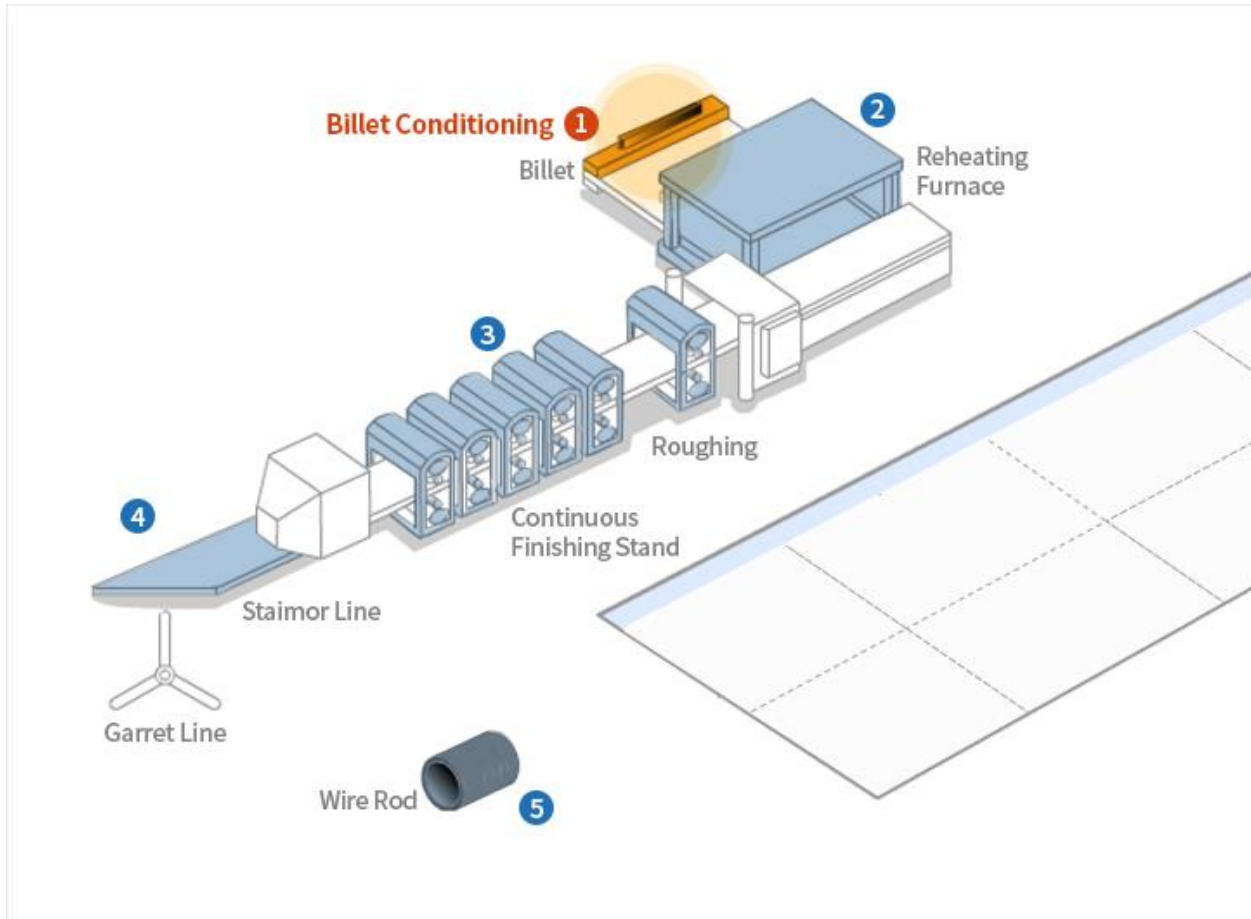 Billet Conditioning 1
Billet
2
Reheating
Furnace
3
Roughing
Continuous
Finishing Stand
4
Staimor Line
Garret Line
Wire Rod
5